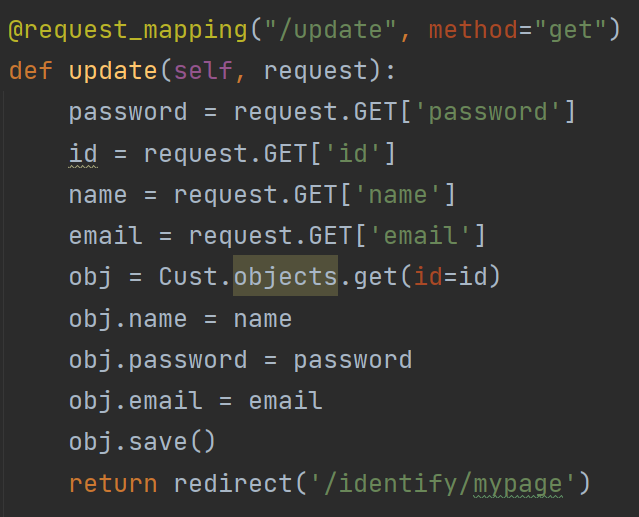 @request_mapping("/update", method="get")
def update(self, request):
    password = request.GET['password']
    id = request.GET['id']
    name = request.GET['name']
    email = request.GET['email']
    obj = Cust.objects.get(id=id)
    obj.name = name
    obj.password = password
    obj.email = email
    obj.save()
    return redirect('/identify/mypage')